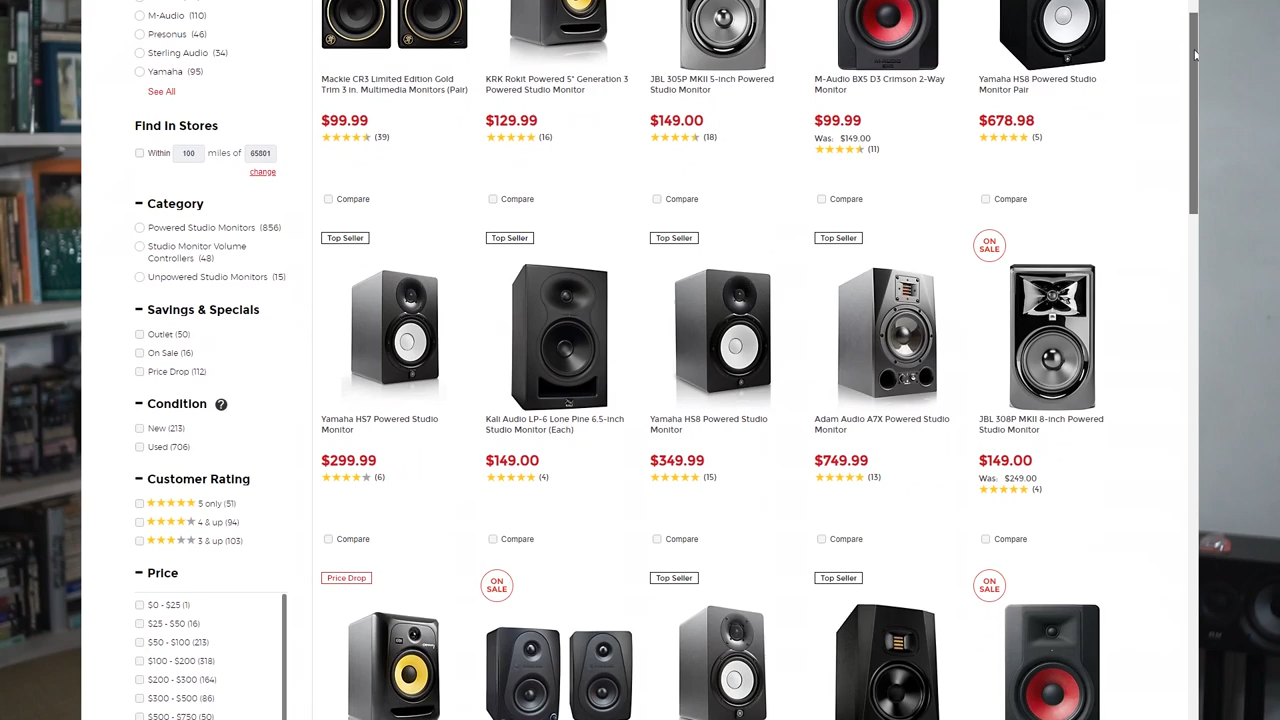 M-Audio (110)
Presonus (46)
Sterling Audio (34)
Yamaha (95)
See All
Find In Stores
Within 100 miles of 65801
change
Category
Powered Studio Monitors (856)
Studio Monitor Volume
Controllers (48)
Unpowered Studio Monitors (15)
Savings & Specials
Outlet (50)
On Sale (16)
Price Drop (112)
Condition ?
New (213)
Used (706)
Customer Rating
5 only (51)
4 & up (94)
3 & up (103)
Price
$0 - $25 (1)
$25 - $50 (16)
$50 - $100 (213)
$100 - $200 (318)
$200 - $300 (164)
$300 - $500 (86)
$500 - $750 (50)
Mackie CR3 Limited Edition Gold
Trim 3 in. Multimedia Monitors (Pair)
$99.99
(39)
Compare
KRK Rokit Powered 5" Generation 3
Powered Studio Monitor
$129.99
(16)
Compare
JBL 305P MKII 5-inch Powered
Studio Monitor
$149.00
(18)
Compare
M-Audio BX5 D3 Crimson 2-Way
Monitor
$99.99
Was: $149.00
(11)
Compare
Yamaha HS8 Powered Studio
Monitor Pair
$678.98
(5)
Compare
Top Seller
Yamaha HS7 Powered Studio
Monitor
$299.99
(6)
Compare
Top Seller
Kali Audio LP-6 Lone Pine 6.5-inch
Studio Monitor (Each)
$149.00
(4)
Compare
Top Seller
Yamaha HS8 Powered Studio
Monitor
$349.99
(15)
Compare
Top Seller
Adam Audio A7X Powered Studio
Monitor
$749.99
(13)
Compare
ON
SALE
JBL 308P MKII 8-inch Powered
Studio Monitor
$149.00
Was: $249.00
(4)
Compare
Price Drop
ON
SALE
Top Seller
Top Seller
ON
SALE